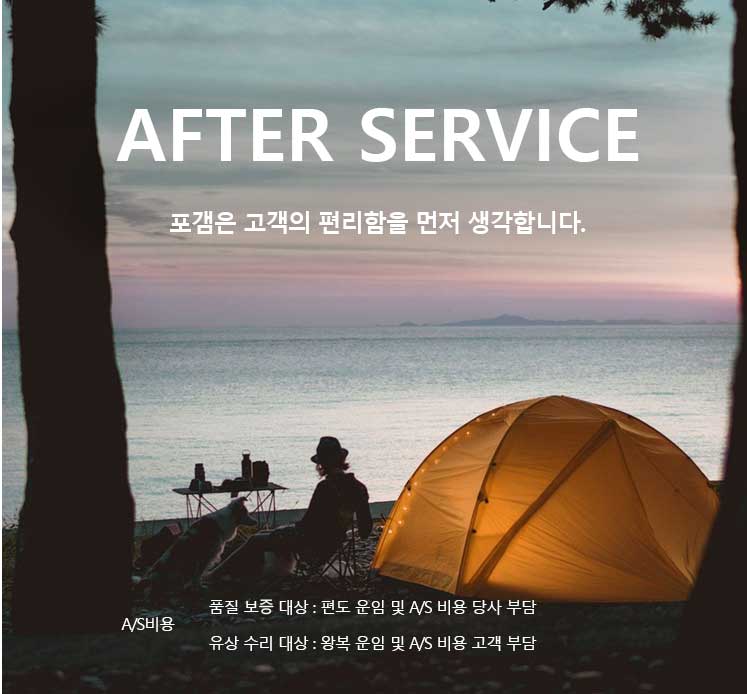 AFTER SERVICE
포갬은 고객의 편리함을 먼저 생각합니다.
A/S비용
품질 보증 대상 : 편도 운임 및 A/S 비용 당사 부담
유상 수리 대상 : 왕복 운임 및 A/S 비용 고객 부담